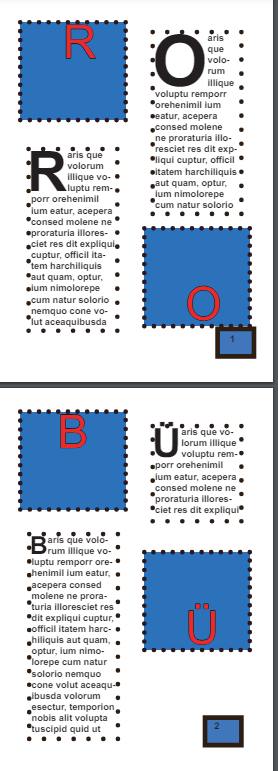 R
R aris que
volorum
illique vo-
luptu rem-
porr orehenimil
ium eatur, acepera
consed molene ne
proraturia illores-
ciet res dit expliqui
cuptur, officil ita-
tem harchiliquis
aut quam, optur,
ium nimolorepe
cum natur solorio
nemquo cone vo-
lut aceaquibusda
O aris
que
volo-
rum
illique
voluptu remporr
orehenimil ium
eatur, acepera
consed molene
ne proraturia illo-
resciet res dit exp-
liqui cuptur, officil
itatem harchiliquis
aut quam, optur,
ium nimolorepe
cum natur solorio
O
1
B
B aris que volo-
rum illique vo-
luptu remporr ore-
henimil ium eatur,
acepera consed
molene ne prora-
turia illoresciet res
dit expliqui cuptur,
officil itatem harc-
hiliquis aut quam,
optur, ium nimo-
lorepe cum natur
solorio nemquo
cone volut aceaqu-
ibusda volorum
esectur, temporion
nobis alit volupta
tuscipid quid ut
Ü aris que vo-
lorum illique
voluptu rem-
porr orehenimil
ium eatur, acepera
consed molene ne
proraturia illores-
ciet res dit expliqui
Ü
2